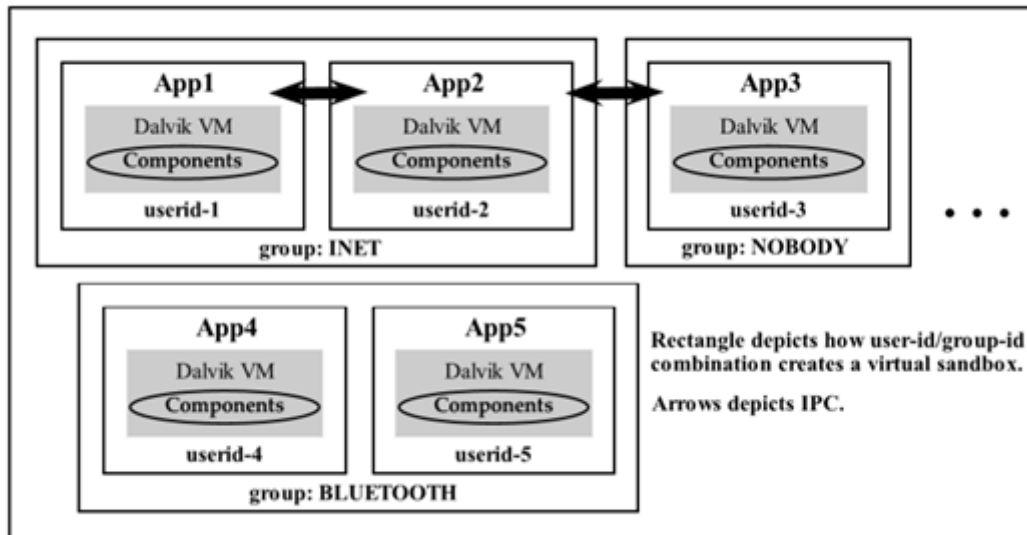 App1
Dalvik VM
Components
userid-1
App2
Dalvik VM
Components
userid-2
group: INET
App3
Dalvik VM
Components
userid-3
group: NOBODY
• • •
App4
Dalvik VM
Components
userid-4
App5
Dalvik VM
Components
userid-5
group: BLUETOOTH
Rectangle depicts how user-id/group-id
combination creates a virtual sandbox.
Arrows depicts IPC.